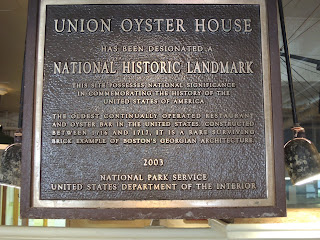 UNION OYSTER HOUSE
HAS BEEN DESIGNATED A
NATIONAL HISTORIC LANDMARK
THIS SITE POSSESSES NATIONAL SIGNIFICANCE
IN COMMEMORATING THE HISTORY OF THE
UNITED STATES OF AMERICA
THE OLDEST CONTINUALLY OPERATED RESTAURANT
AND OYSTER BAR IN THE UNITED STATES, CONSTRUCTED
BETWEEN 1716 AND 1717, IT IS A RARE SURVIVING
BRICK EXAMPLE OF BOSTON'S GEORGIAN ARCHITECTURE.
2003
NATIONAL PARK SERVICE
UNITED STATES DEPARTMENT OF THE INTERIOR